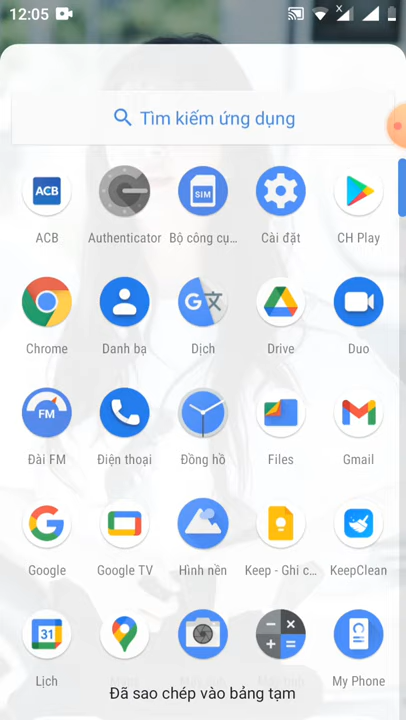 12:05
x
Tìm kiếm ứng dụng
ACB
SIM
ACB Authenticator Bộ công cụ... Cài đặt CH Play
G文
Chrome Danh bạ Dịch Drive Duo
FM
Đài FM Điện thoại Đồng hồ Files Gmail
Google Google TV Hình nền Keep - Ghi c... KeepClean
31
Lịch My Phone
Đã sao chép vào bảng tạm